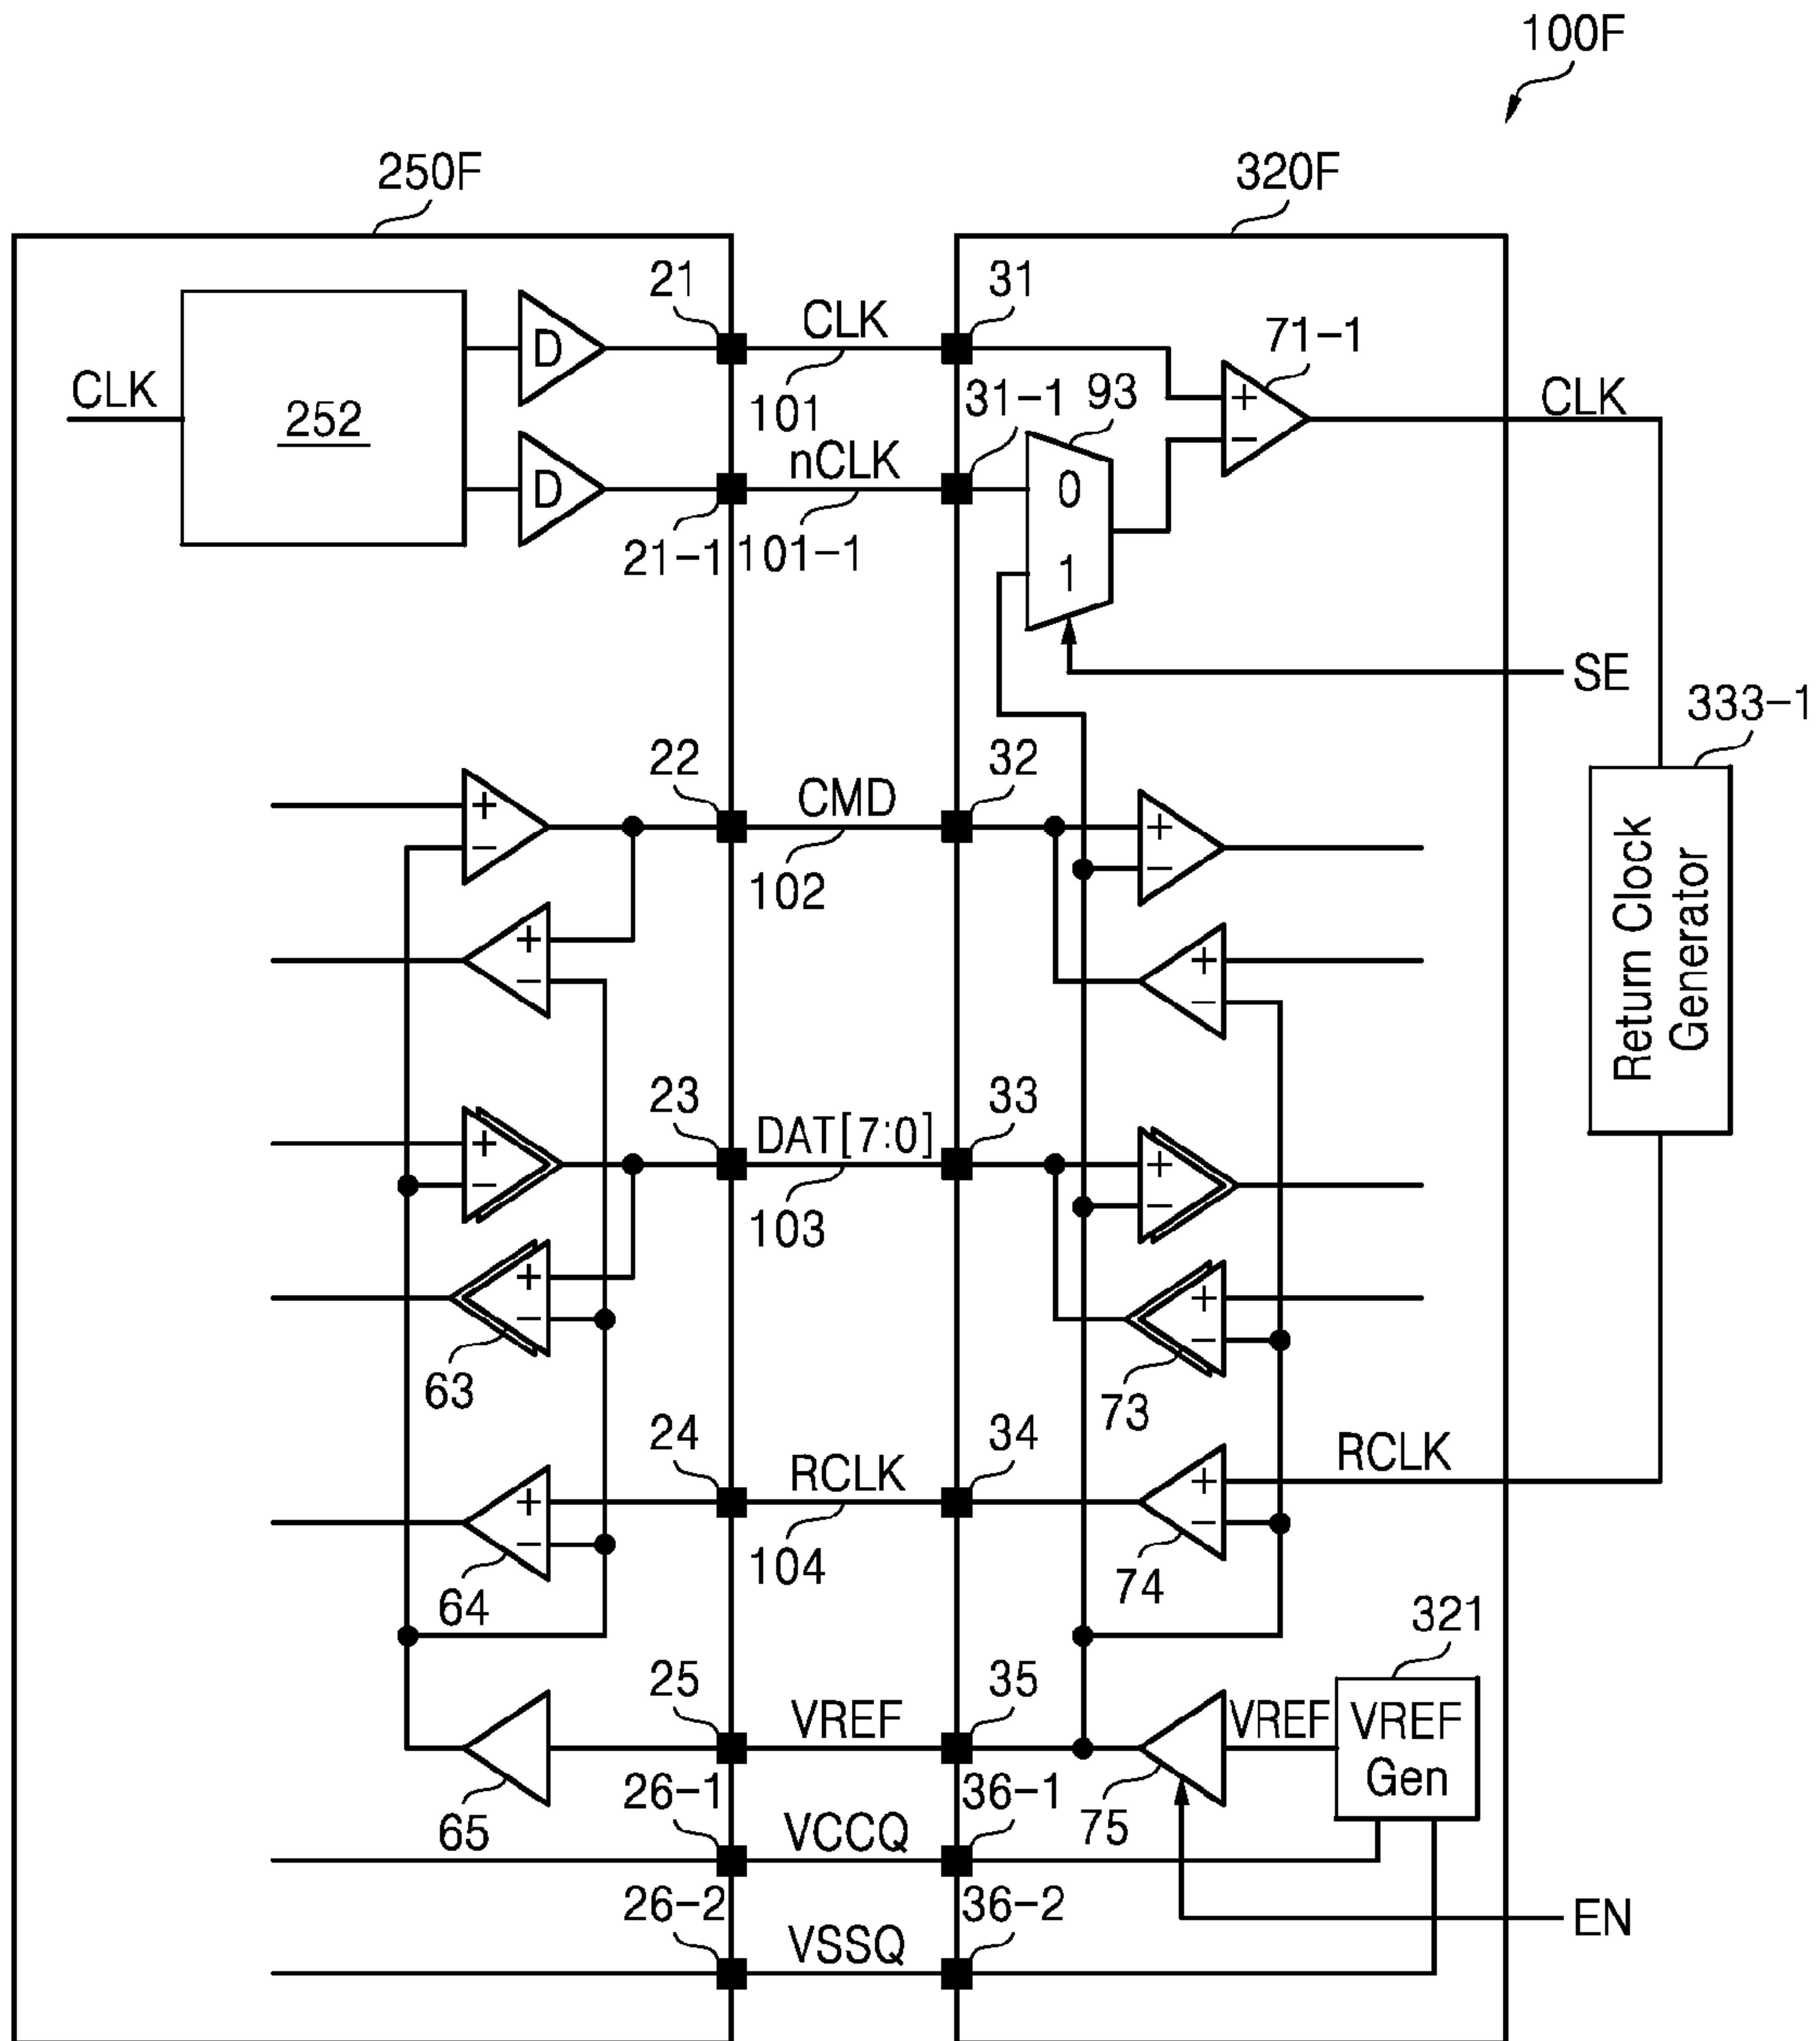 100F
250F
320F
21
CLK
31
71-1
CLK
252
D
101
31-1
93
+
CLK
−
nCLK
0
D
21-1
101-1
1
SE
333-1
22
CMD
32
+
+
−
102
−
Return Clock
Generator
+
+
−
−
23
DAT[7:0]
33
+
+
−
103
−
+
+
−
−
63
73
24
RCLK
34
RCLK
+
+
−
104
−
64
74
321
25
VREF
35
VREF
VREF
Gen
26-1
36-1
65
VCCQ
75
26-2
36-2
EN
VSSQ